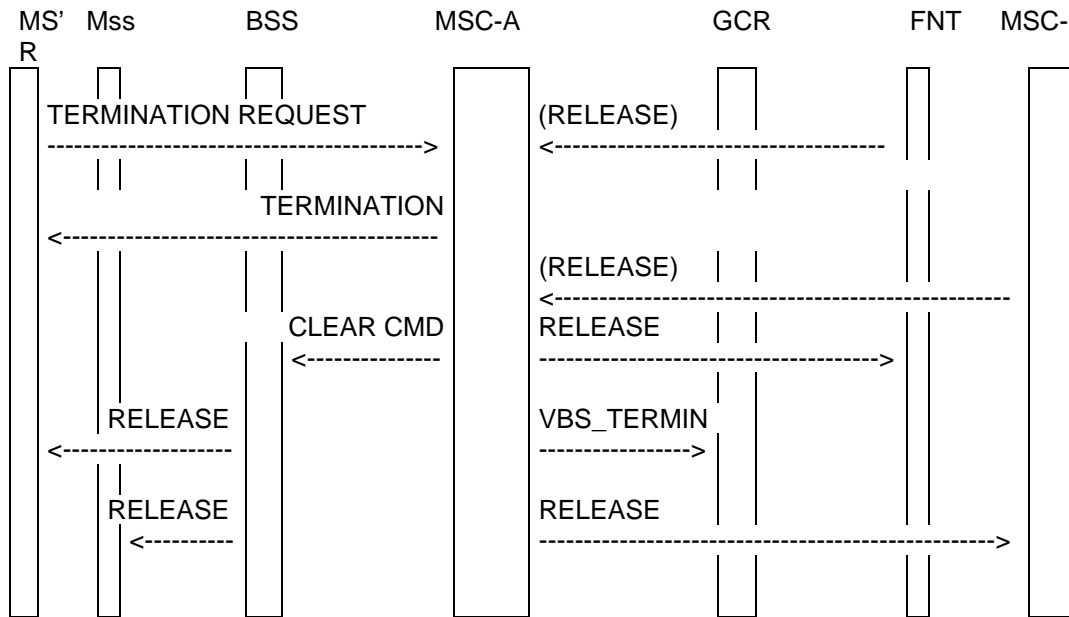 MS' Mss BSS MSC-A GCR FNT MSC-
R
TERMINATION REQUEST (RELEASE)
TERMINATION
(RELEASE)
CLEAR CMD RELEASE
RELEASE VBS_TERMIN
RELEASE RELEASE